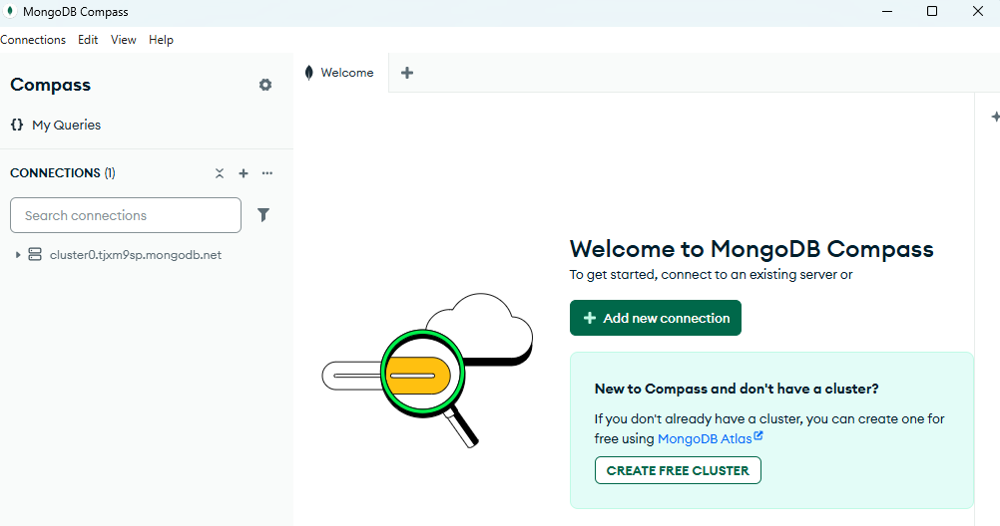 MongoDB Compass
Connections Edit View Help
Compass
Welcome
{} My Queries
CONNECTIONS (1)
Search connections
cluster0.tjxm9sp.mongodb.net
Welcome to MongoDB Compass
To get started, connect to an existing server or
Add new connection
New to Compass and don't have a cluster?
If you don't already have a cluster, you can create one for
free using MongoDB Atlas
CREATE FREE CLUSTER